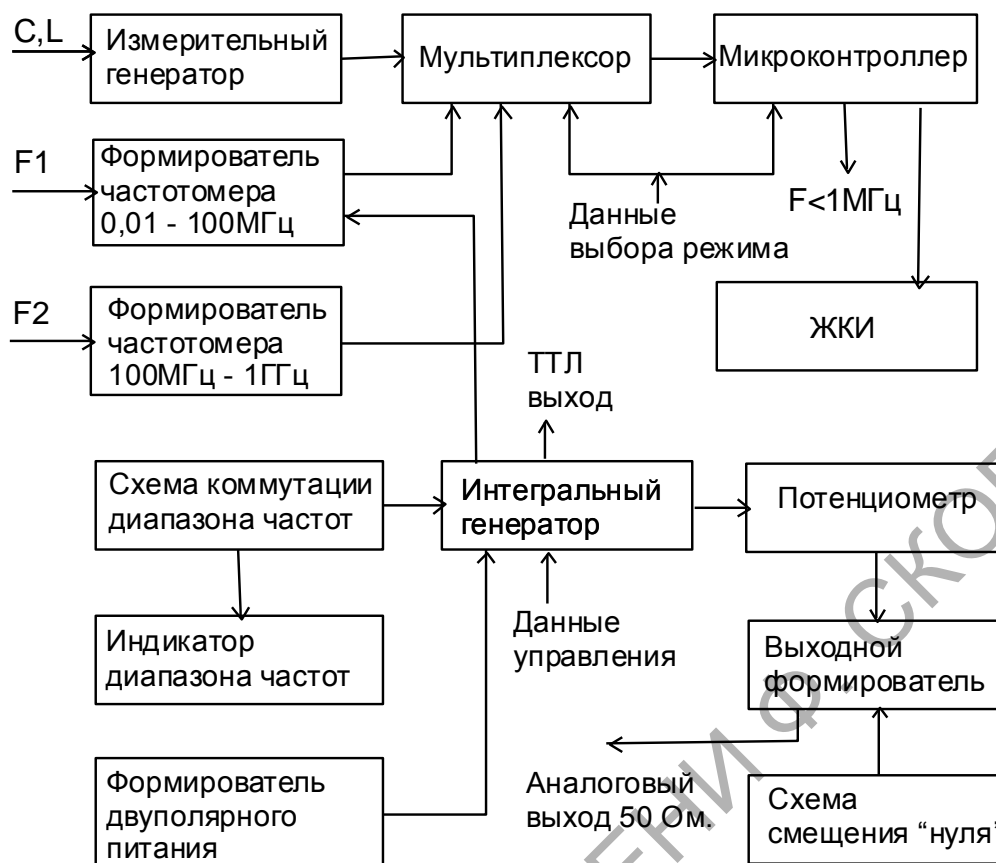 C,L
Измерительный
генератор
Мультиплексор
Микроконтроллер
F1
Формирователь
частотомера
0,01 - 100МГц
Данные
выбора режима
F<1МГц
F2
Формирователь
частотомера
100МГц - 1ГГц
ЖКИ
ТТЛ
выход
Схема коммутации
диапазона частот
Интегральный
генератор
Потенциометр
Индикатор
диапазона частот
Данные
управления
Выходной
формирователь
Формирователь
двуполярного
питания
Аналоговый
выход 50 Ом.
Схема
смещения “нуля”
Ф.